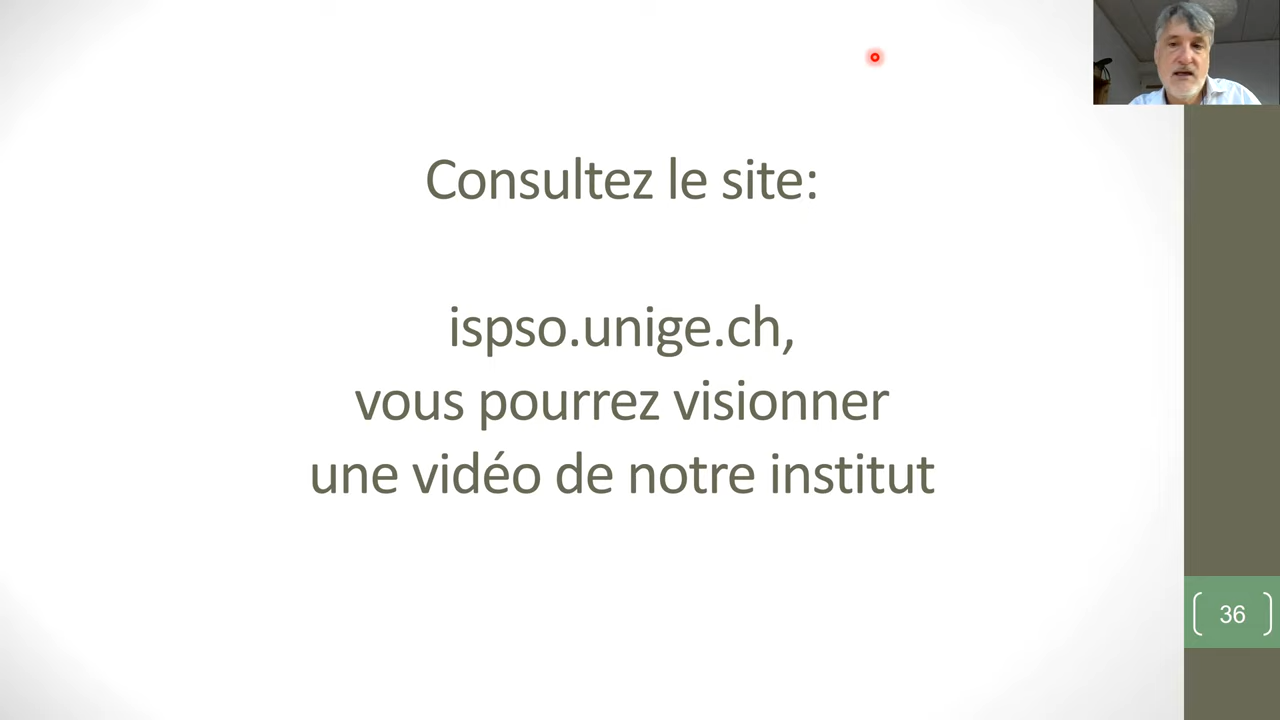 Consultez le site:
ispso.unige.ch,
vous pourrez visionner
une vidéo de notre institut
36